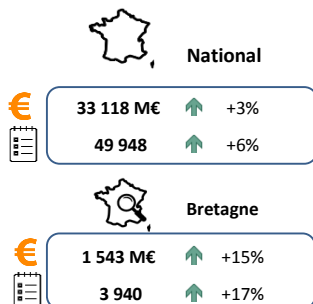 National
€ 33 118 M€ +3%
49 948 +6%
Bretagne
€ 1 543 M€ +15%
3 940 +17%